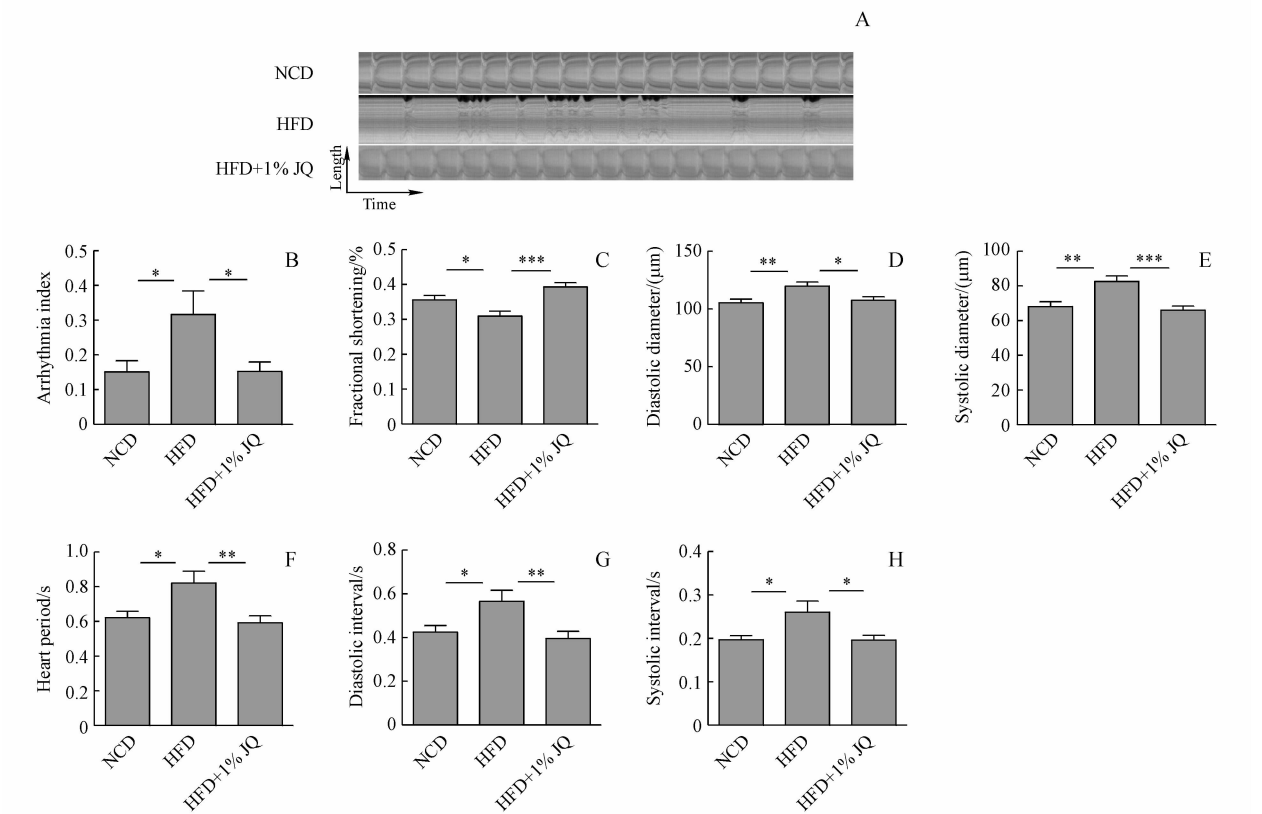 A
NCD
HFD
HFD+1% JQ
Length
Time
B
Arrhythmia index
0.5
0.4
0.3
0.2
0.1
0
* *
NCD
HFD
HFD+1% JQ
C
Fractional shortening/%
0.5
0.4
0.3
0.2
0.1
0
* ***
NCD
HFD
HFD+1% JQ
D
Diastolic diameter/(μm)
150
100
50
0
** *
NCD
HFD
HFD+1% JQ
E
Systolic diameter/(μm)
100
80
60
40
20
0
** ***
NCD
HFD
HFD+1% JQ
F
Heart period/s
1.0
0.8
0.6
0.4
0.2
0
* **
NCD
HFD
HFD+1% JQ
G
Diastolic interval/s
0.8
0.6
0.4
0.2
0
* **
NCD
HFD
HFD+1% JQ
H
Systolic interval/s
0.4
0.3
0.2
0.1
0
* *
NCD
HFD
HFD+1% JQ